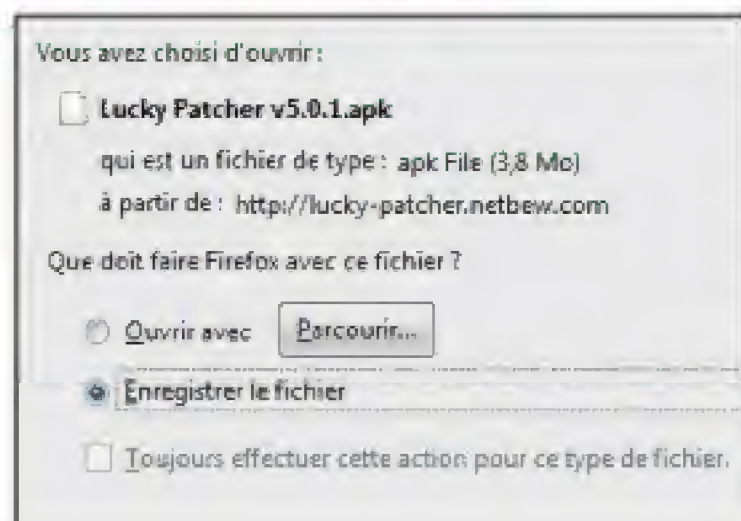 Vous avez choisi d'ouvrir :
Lucky Patcher v5.0.1.apk
qui est un fichier de type : apk File (3,8 Mo)
à partir de : http://lucky-patcher.netbew.com
Que doit faire Firefox avec ce fichier ?
Ouvrir avec Parcourir...
Enregistrer le fichier
Toujours effectuer cette action pour ce type de fichier.